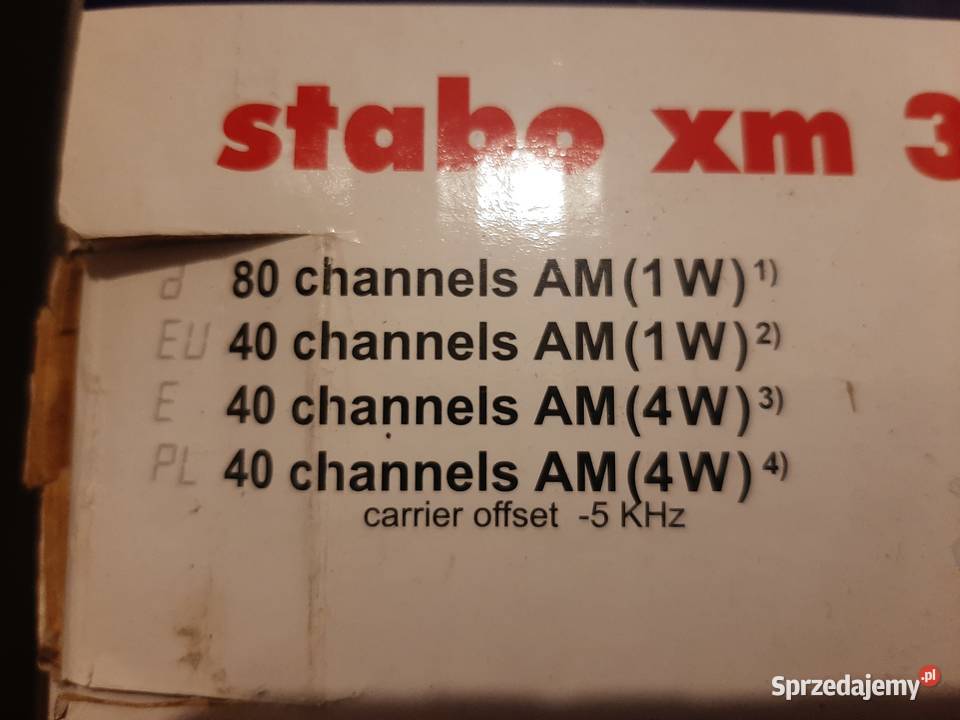 stabo xm 3
d 80 channels AM (1 W) 1)
EU 40 channels AM (1 W) 2)
E 40 channels AM (4 W) 3)
PL 40 channels AM (4 W) 4)
carrier offset -5 KHz
Sprzedajemy.pl